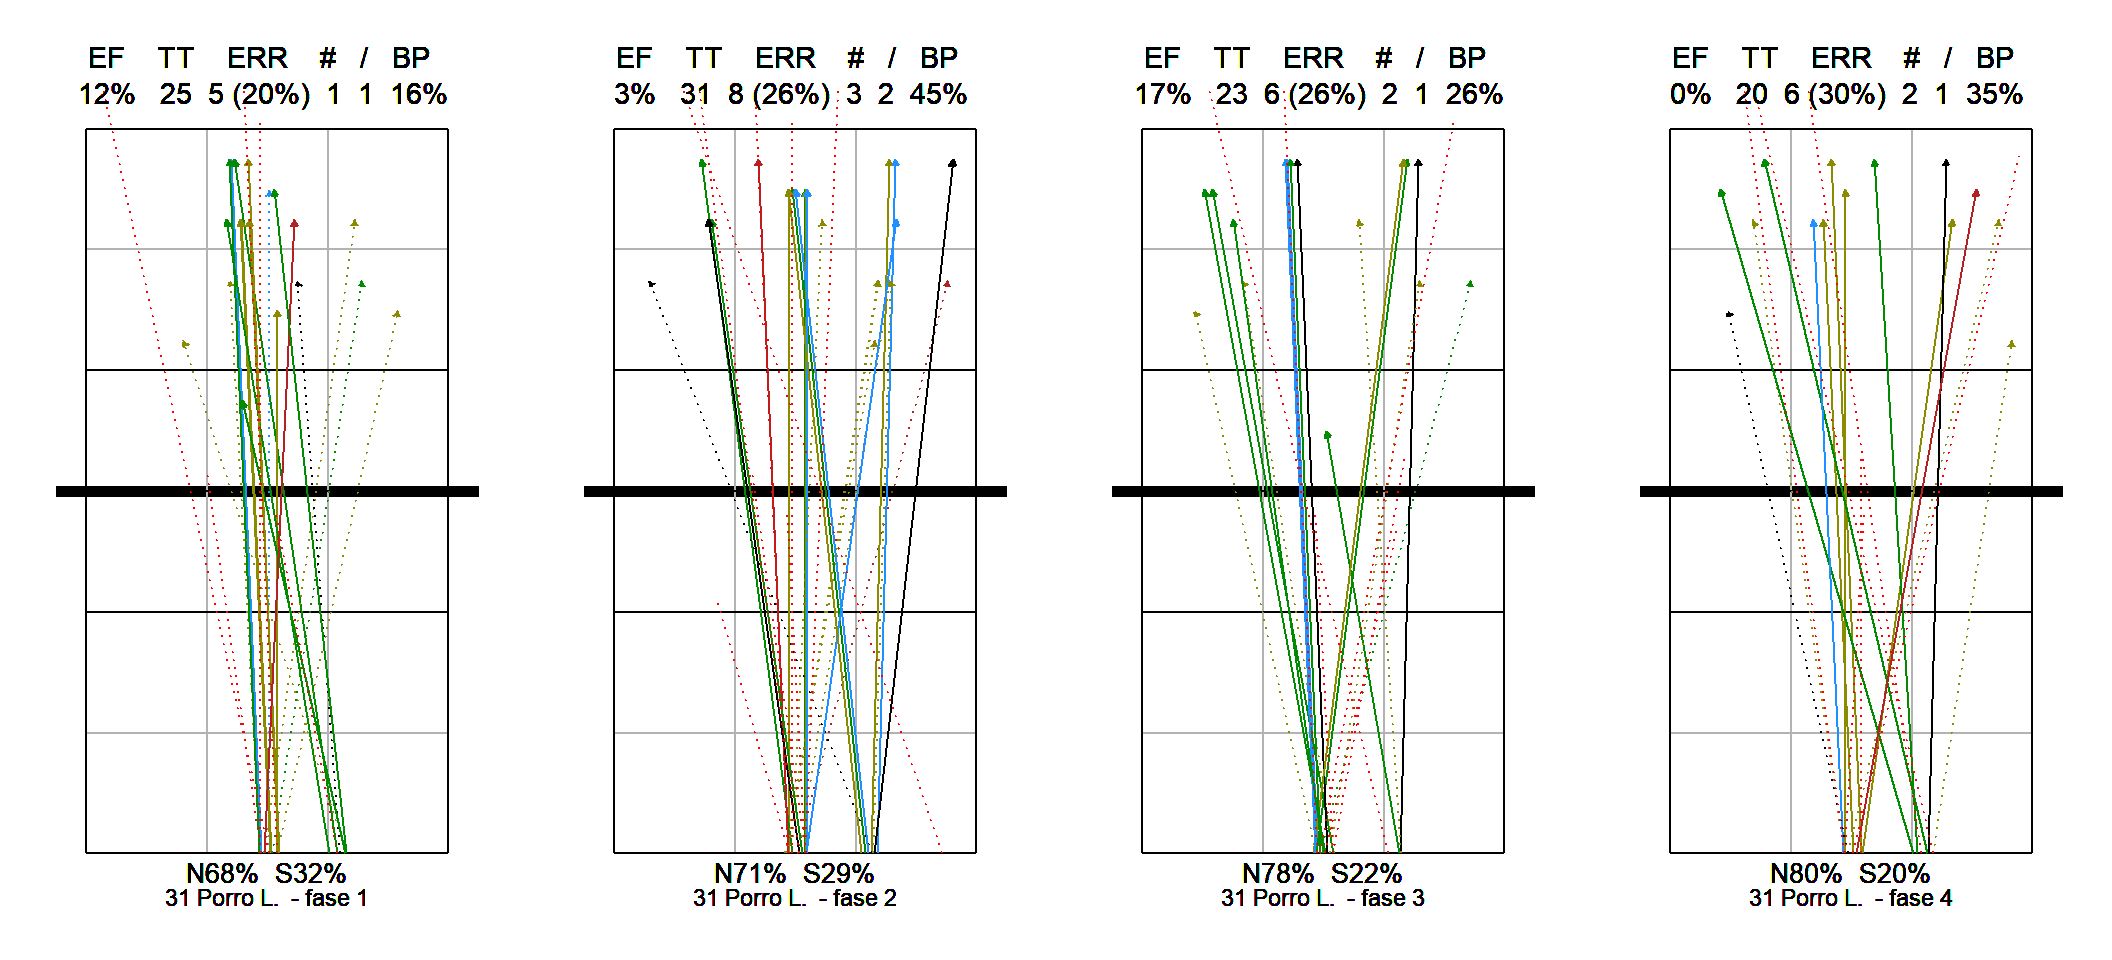 EF TT ERR # / BP
12% 25 5 (20%) 1 1 16%
N68% S32%
31 Porro L. - fase 1
EF TT ERR # / BP
3% 31 8 (26%) 3 2 45%
N71% S29%
31 Porro L. - fase 2
EF TT ERR # / BP
17% 23 6 (26%) 2 1 26%
N78% S22%
31 Porro L. - fase 3
EF TT ERR # / BP
0% 20 6 (30%) 2 1 35%
N80% S20%
31 Porro L. - fase 4